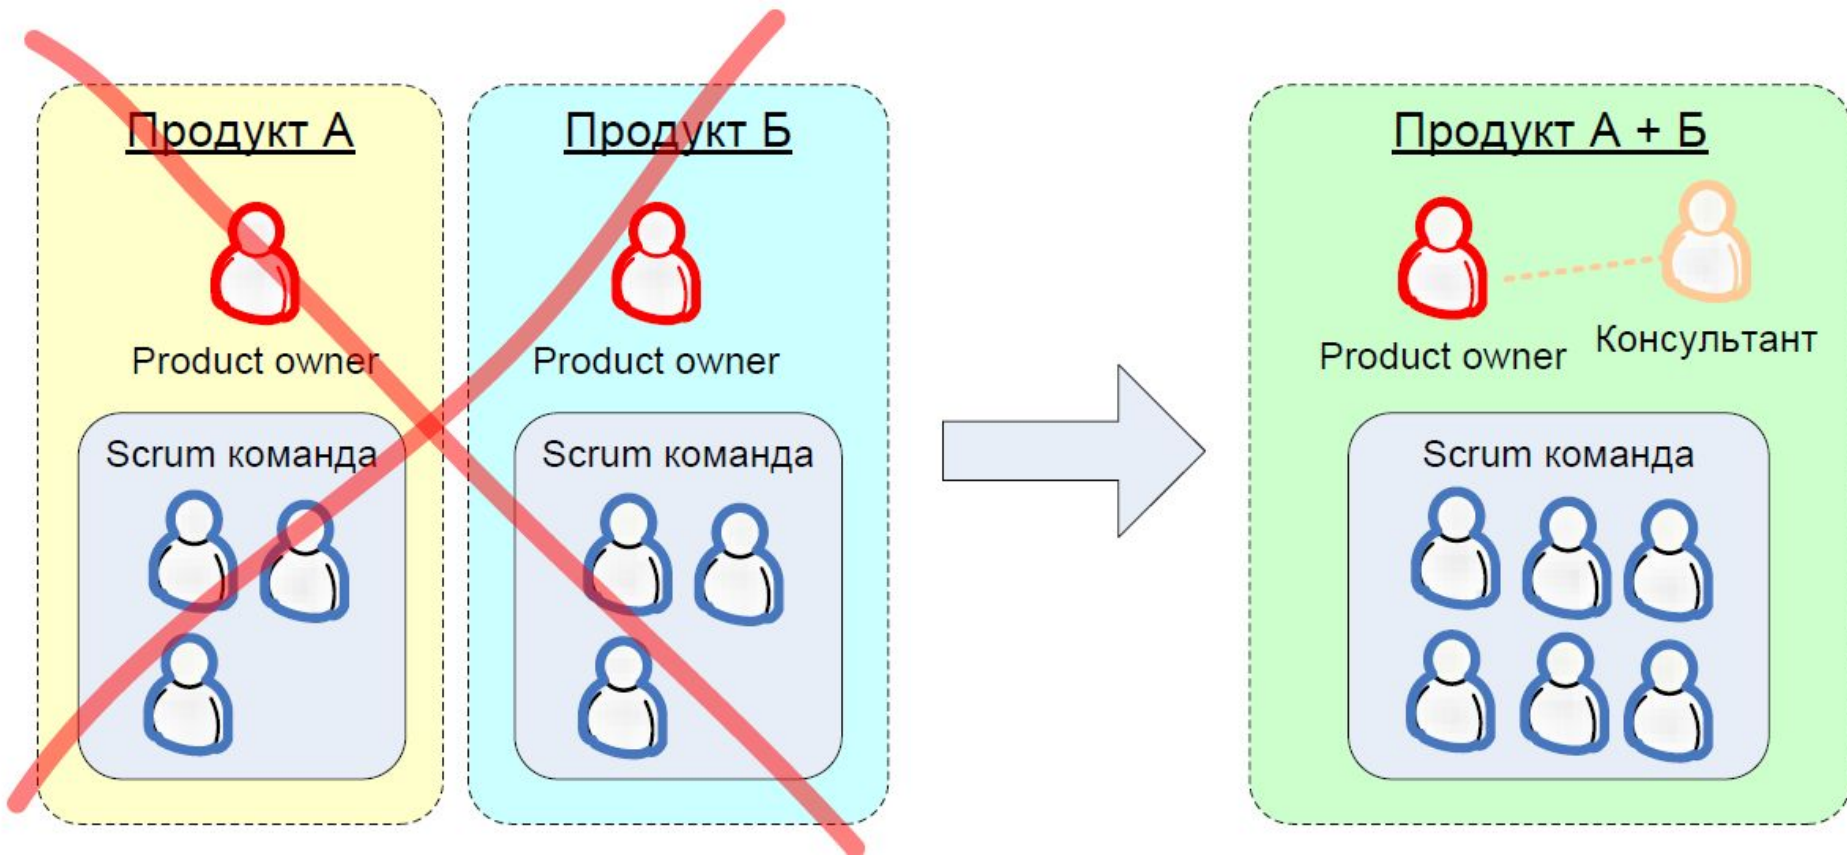 Продукт А
Product owner
Scrum команда
Продукт Б
Product owner
Scrum команда
Продукт А + Б
Product owner
Консультант
Scrum команда